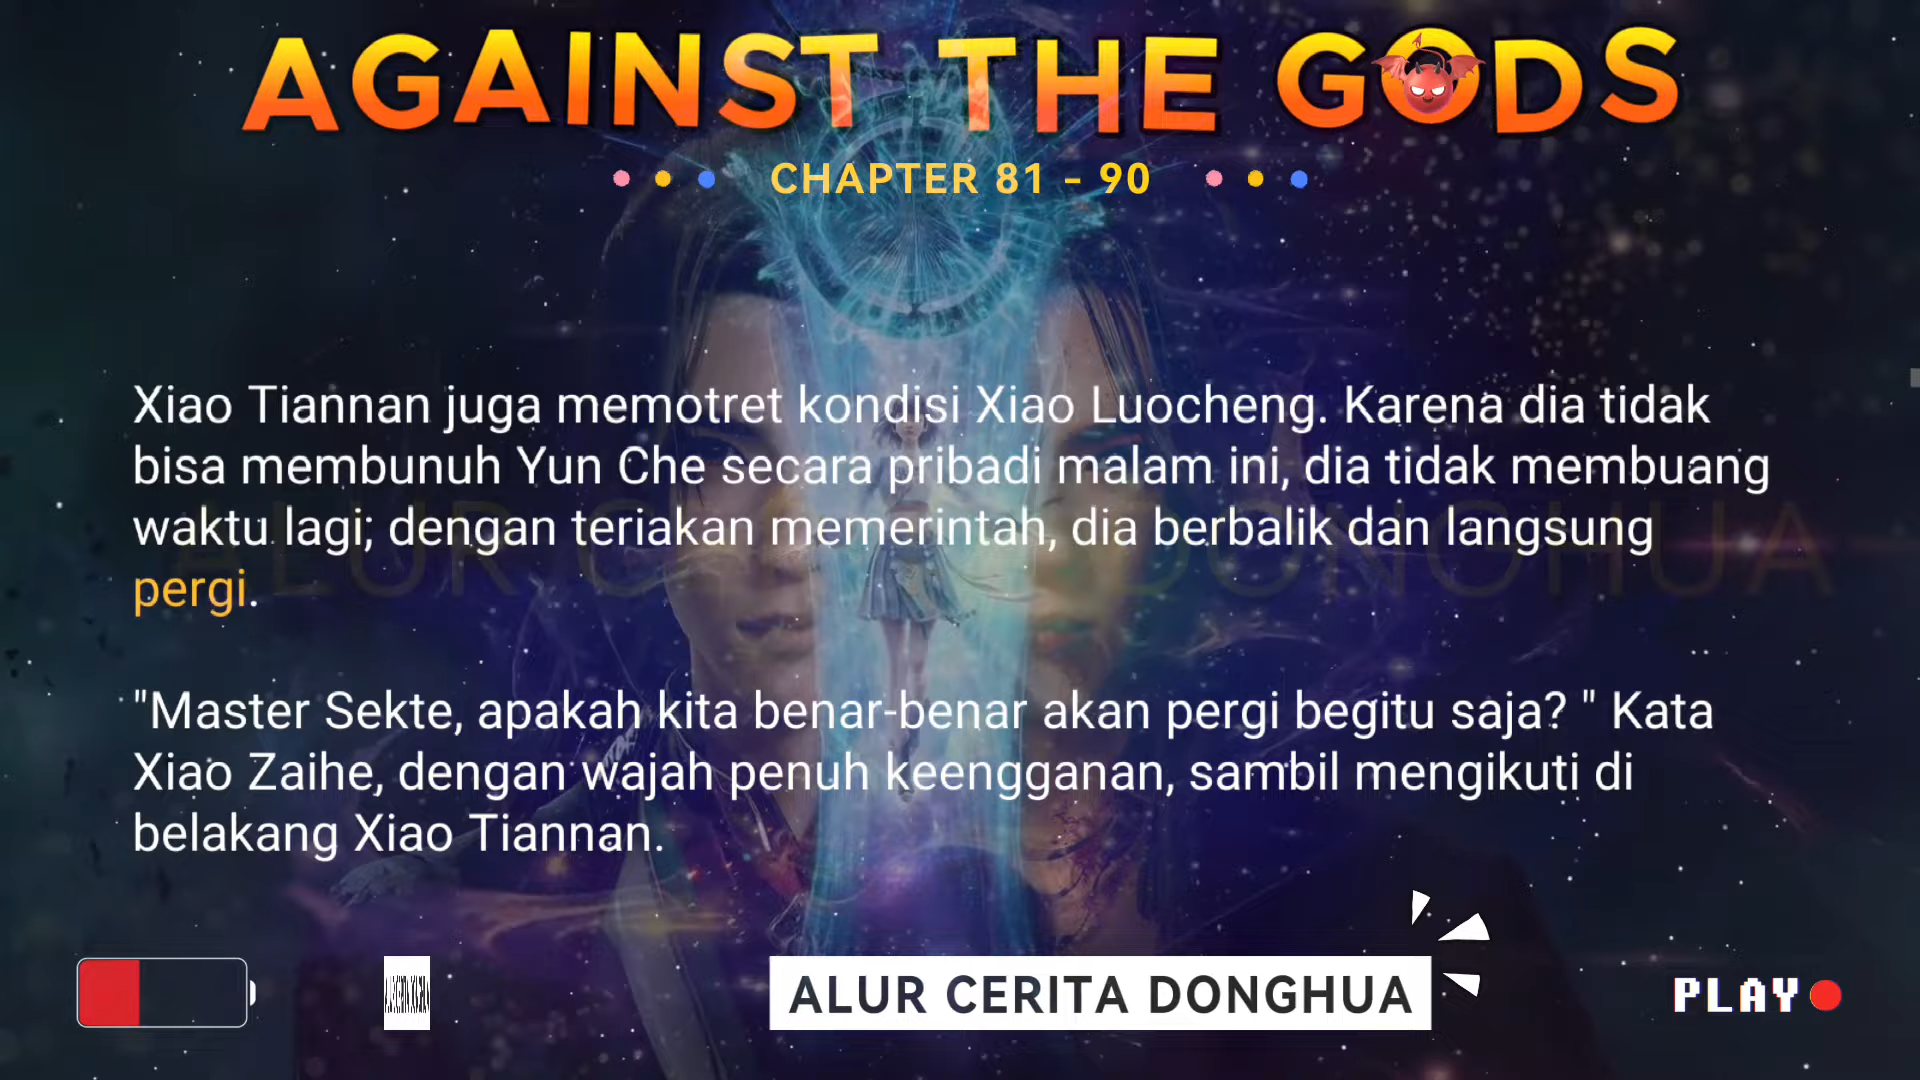 AGAINST THE GODS
CHAPTER 81 - 90
Xiao Tiannan juga memotret kondisi Xiao Luocheng. Karena dia tidak
bisa membunuh Yun Che secara pribadi malam ini, dia tidak membuang
waktu lagi; dengan teriakan memerintah, dia berbalik dan langsung
pergi.
"Master Sekte, apakah kita benar-benar akan pergi begitu saja? " Kata
Xiao Zaihe, dengan wajah penuh keengganan, sambil mengikuti di
belakang Xiao Tiannan.
ALUR CERITA DONGHUA
PLAY